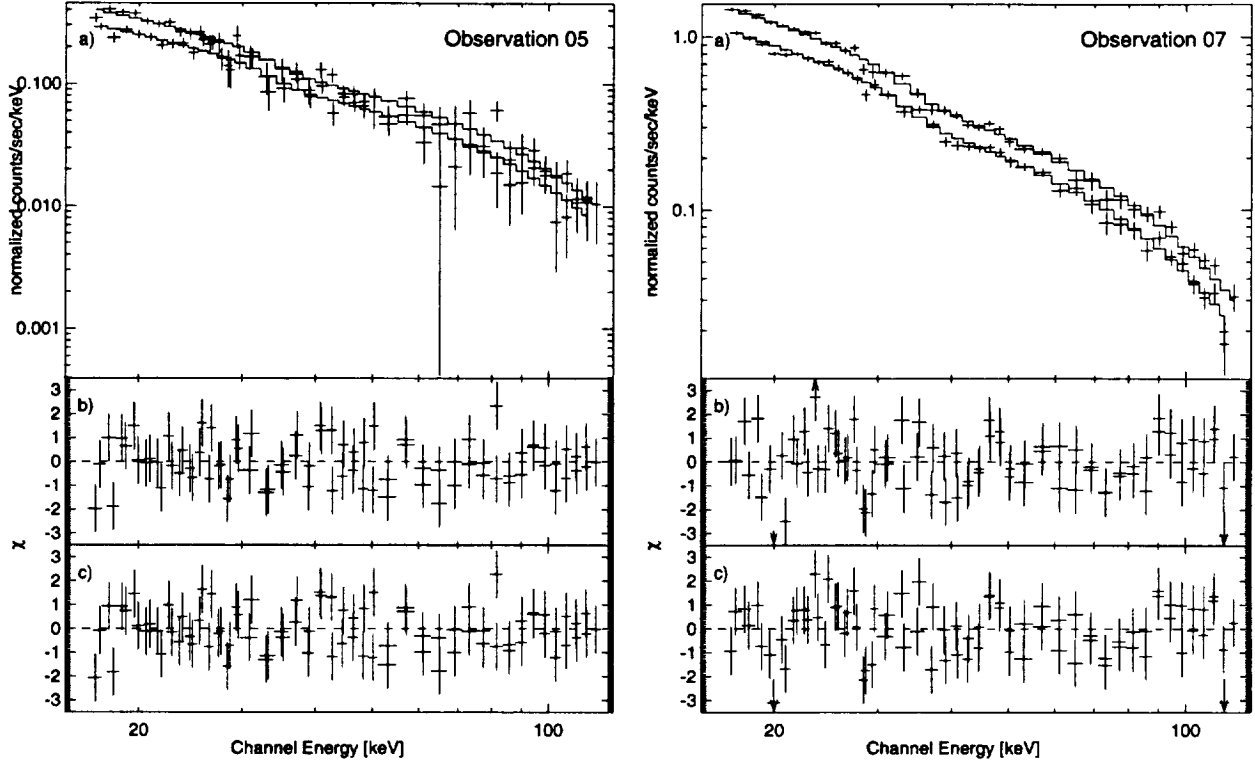 a)
Observation 05
normalized counts/sec/keV
0.100
0.010
0.001
b)
3
2
1
0
-1
-2
-3
χ
c)
3
2
1
0
-1
-2
-3
20
100
Channel Energy [keV]
a)
Observation 07
normalized counts/sec/keV
1.0
0.1
b)
3
2
1
0
-1
-2
-3
χ
c)
3
2
1
0
-1
-2
-3
20
100
Channel Energy [keV]